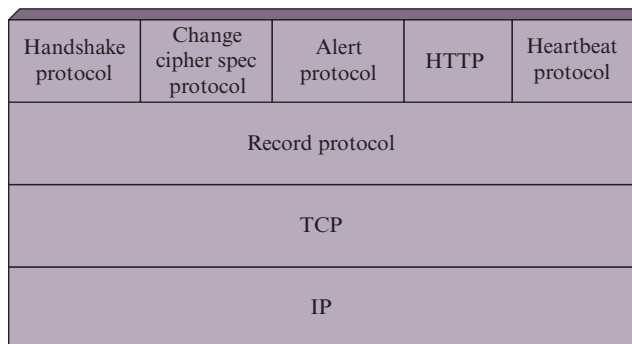 Handshake
protocol
Change
cipher spec
protocol
Alert
protocol
HTTP
Heartbeat
protocol
Record protocol
TCP
IP